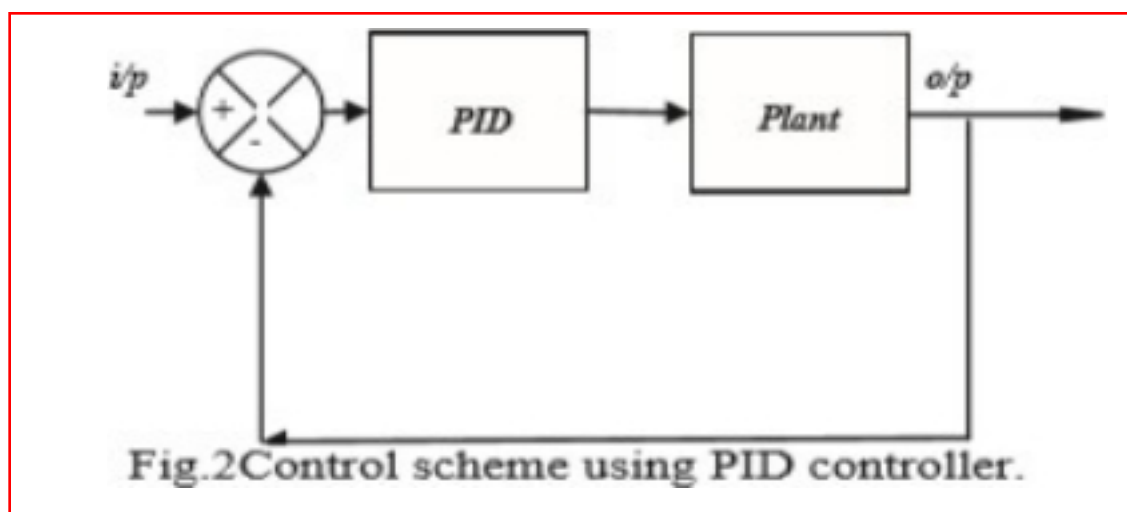 i/p
+
-
PID
Plant
o/p
Fig.2Control scheme using PID controller.